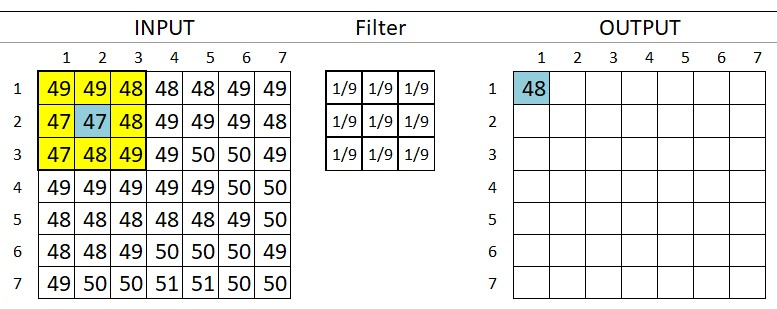 INPUT Filter OUTPUT
1 2 3 4 5 6 7 1 2 3 4 5 6 7
1 49 49 48 48 48 49 49 1/9 1/9 1/9 1 48
2 47 47 48 49 49 49 48 1/9 1/9 1/9 2
3 47 48 49 49 50 50 49 1/9 1/9 1/9 3
4 49 49 49 49 49 50 50 4
5 48 48 48 48 48 49 50 5
6 48 48 49 50 50 50 49 6
7 49 50 50 51 51 50 50 7